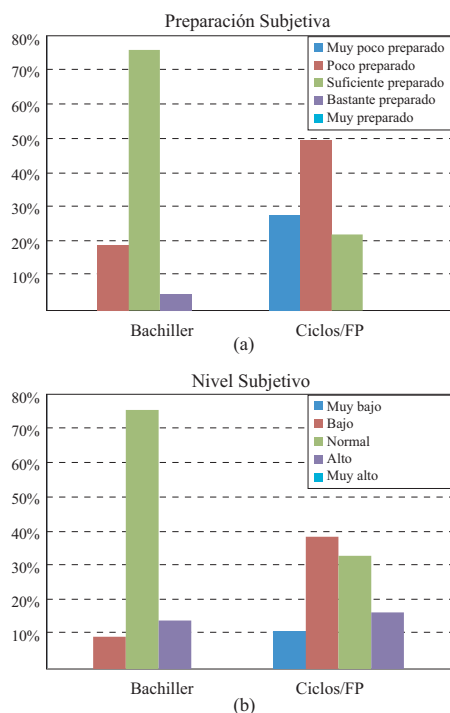 Preparación Subjetiva
80%
70%
60%
50%
40%
30%
20%
10%
Muy poco preparado
Poco preparado
Suficiente preparado
Bastante preparado
Muy preparado
Bachiller
Ciclos/FP
(a)
Nivel Subjetivo
80%
70%
60%
50%
40%
30%
20%
10%
Muy bajo
Bajo
Normal
Alto
Muy alto
Bachiller
Ciclos/FP
(b)